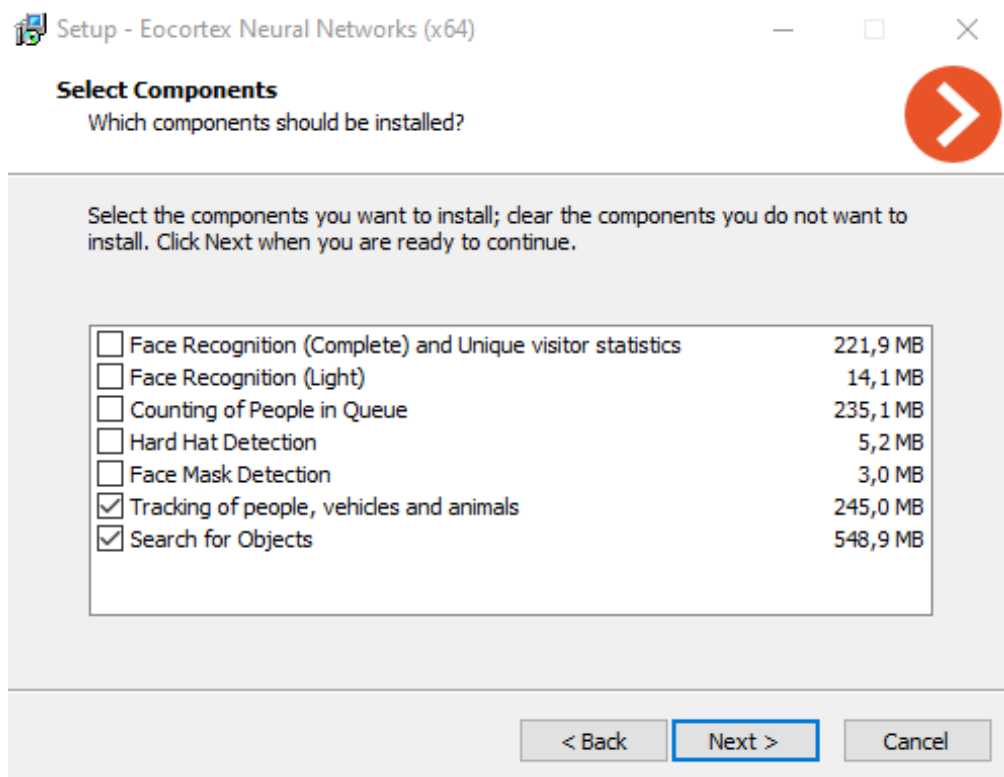 Setup - Eocortex Neural Networks (x64)
Select Components
Which components should be installed?
Select the components you want to install; clear the components you do not want to
install. Click Next when you are ready to continue.
Face Recognition (Complete) and Unique visitor statistics 221,9 MB
Face Recognition (Light) 14,1 MB
Counting of People in Queue 235,1 MB
Hard Hat Detection 5,2 MB
Face Mask Detection 3,0 MB
Tracking of people, vehicles and animals 245,0 MB
Search for Objects 548,9 MB
< Back Next > Cancel